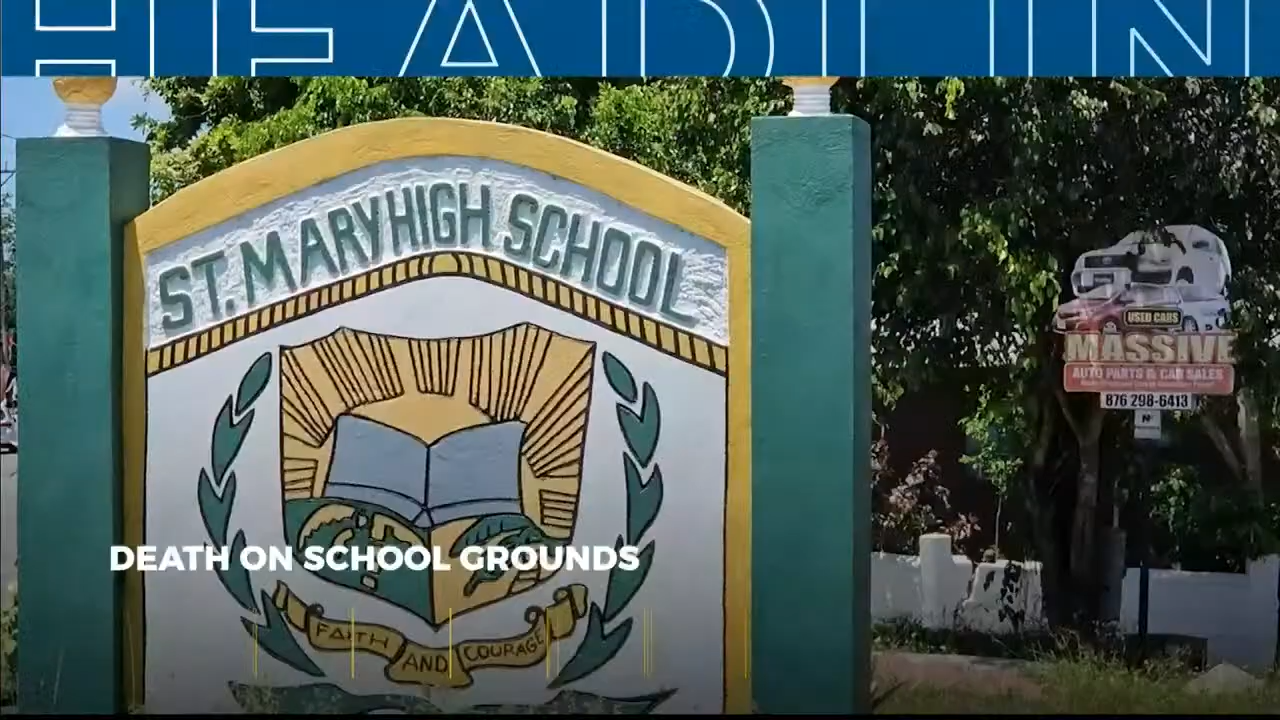 HEADLIN
ST. MARY HIGH SCHOOL
USED CARS
MASSIVE
AUTO PARTS & CAR SALES
876 298-6413
DEATH ON SCHOOL GROUNDS
FAITH
AND
COURAGE